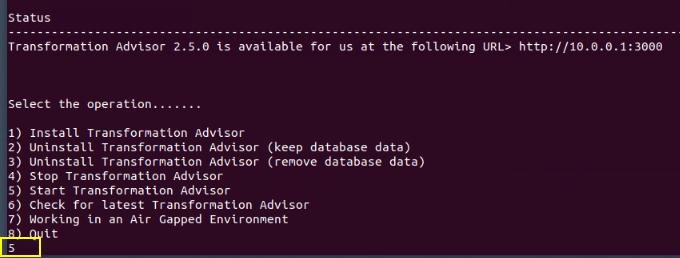 Status
--------------------------------------------------------------------------------------------
Transformation Advisor 2.5.0 is available for us at the following URL> http://10.0.0.1:3000
Select the operation.......
1) Install Transformation Advisor
2) Uninstall Transformation Advisor (keep database data)
3) Uninstall Transformation Advisor (remove database data)
4) Stop Transformation Advisor
5) Start Transformation Advisor
6) Check for latest Transformation Advisor
7) Working in an Air Gapped Environment
8) Quit
5